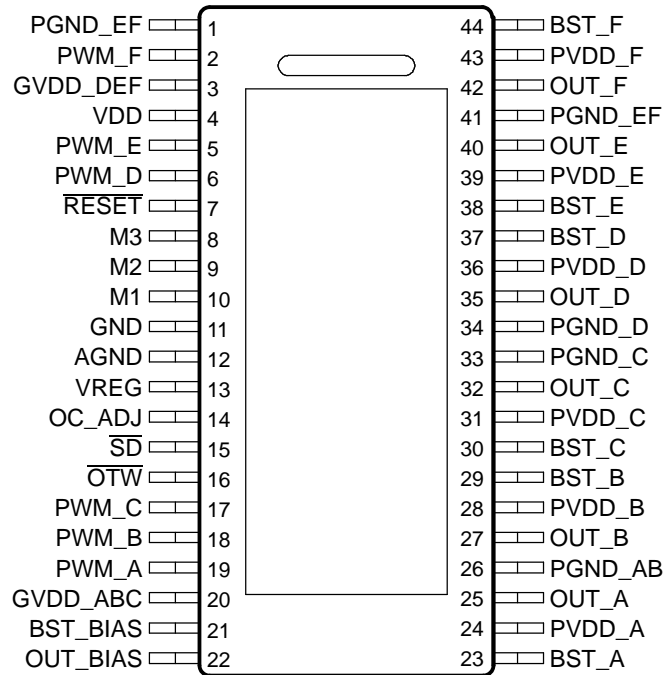 PGND_EF 1 44 BST_F
PWM_F 2 43 PVDD_F
GVDD_DEF 3 42 OUT_F
VDD 4 41 PGND_EF
PWM_E 5 40 OUT_E
PWM_D 6 39 PVDD_E
RESET 7 38 BST_E
M3 8 37 BST_D
M2 9 36 PVDD_D
M1 10 35 OUT_D
GND 11 34 PGND_D
AGND 12 33 PGND_C
VREG 13 32 OUT_C
OC_ADJ 14 31 PVDD_C
SD 15 30 BST_C
OTW 16 29 BST_B
PWM_C 17 28 PVDD_B
PWM_B 18 27 OUT_B
PWM_A 19 26 PGND_AB
GVDD_ABC 20 25 OUT_A
BST_BIAS 21 24 PVDD_A
OUT_BIAS 22 23 BST_A